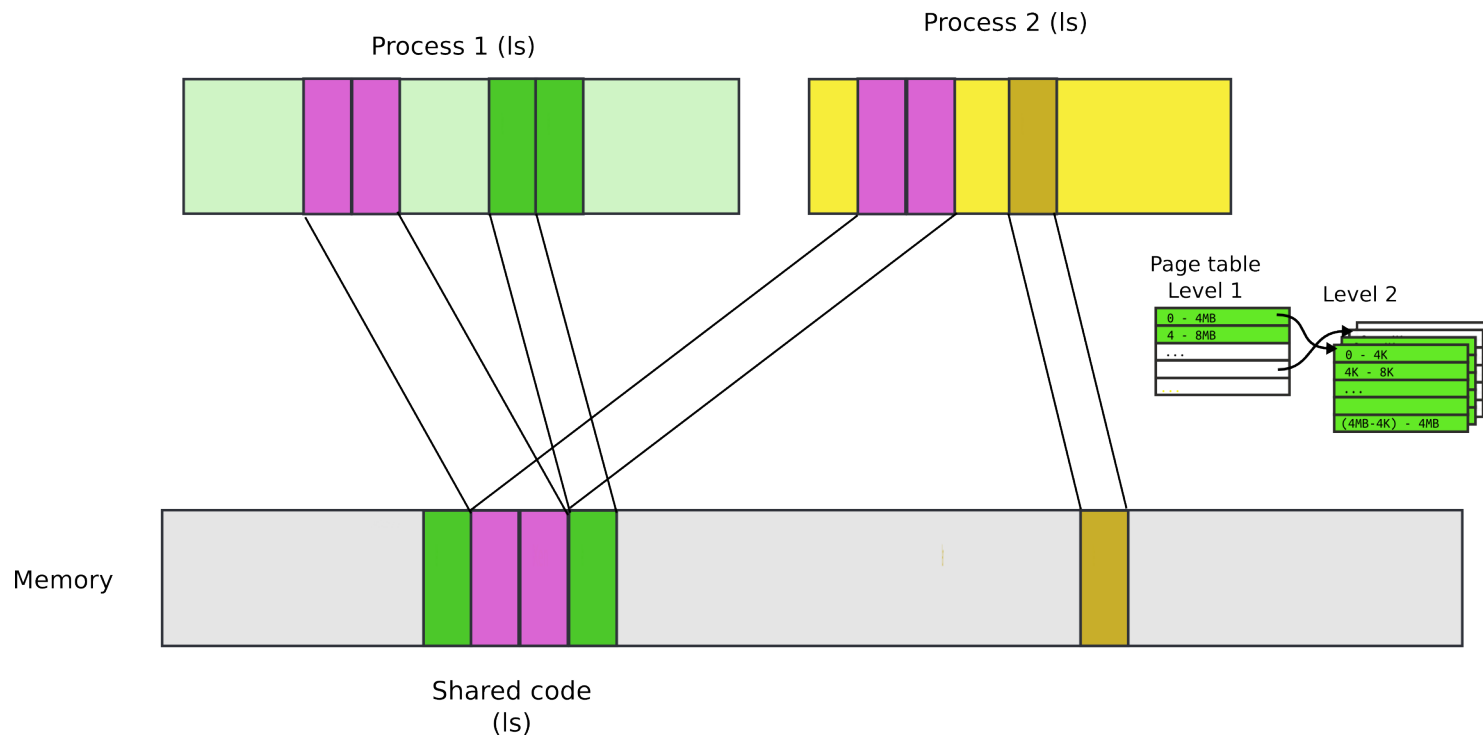 Process 1 (ls)
Process 2 (ls)
Page table
Level 1
Level 2
0 - 4MB
4 - 8MB
...
...
0 - 4K
4K - 8K
...
(4MB-4K) - 4MB
Memory
Shared code
(ls)